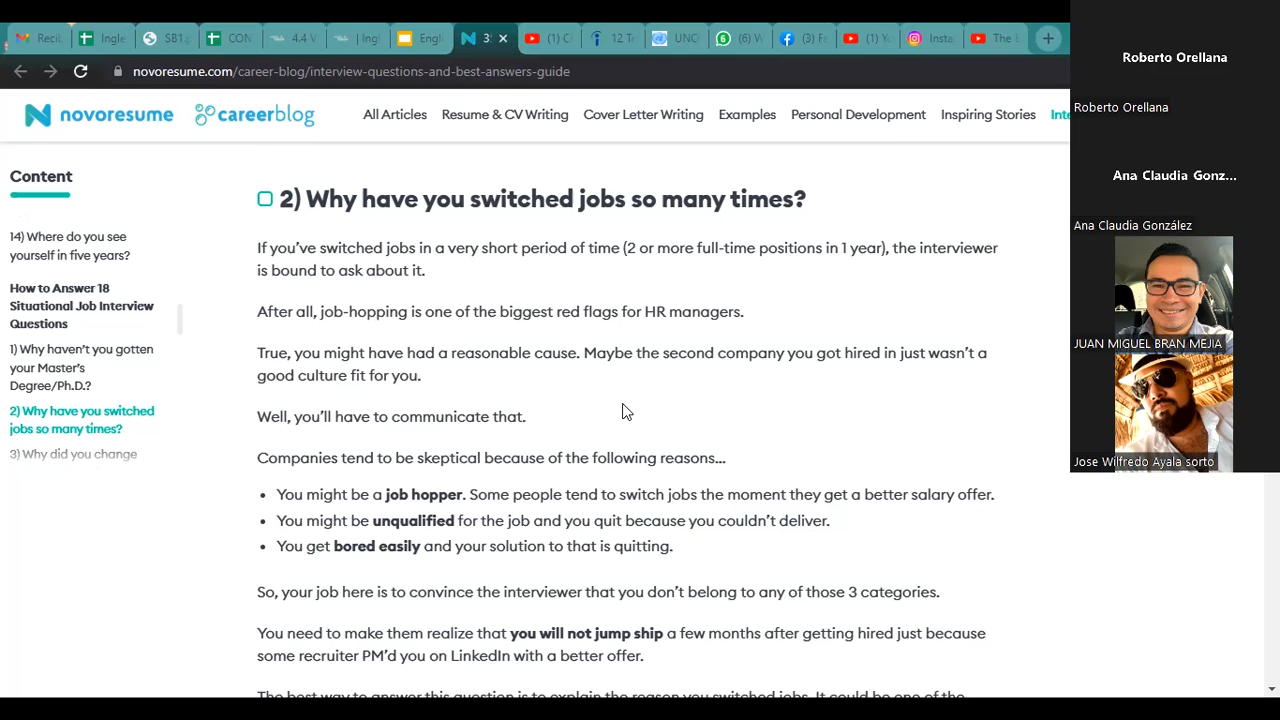 Recil
Ingle
SB1.
CON
4.4 V
| Ing
Engl
3!
(1) C
12 T
UNC
(6) W
(3) F
(1) Y
Insta
The b
novoresume.com/career-blog/interview-questions-and-best-answers-guide
novoresume careerblog All Articles Resume & CV Writing Cover Letter Writing Examples Personal Development Inspiring Stories Inte
Content
14) Where do you see
yourself in five years?
How to Answer 18
Situational Job Interview
Questions
1) Why haven't you gotten
your Master's
Degree/Ph.D.?
2) Why have you switched
jobs so many times?
3) Why did you change
2) Why have you switched jobs so many times?
If you've switched jobs in a very short period of time (2 or more full-time positions in 1 year), the interviewer
is bound to ask about it.
After all, job-hopping is one of the biggest red flags for HR managers.
True, you might have had a reasonable cause. Maybe the second company you got hired in just wasn't a
good culture fit for you.
Well, you'll have to communicate that.
Companies tend to be skeptical because of the following reasons...
• You might be a job hopper. Some people tend to switch jobs the moment they get a better salary offer.
• You might be unqualified for the job and you quit because you couldn't deliver.
• You get bored easily and your solution to that is quitting.
So, your job here is to convince the interviewer that you don't belong to any of those 3 categories.
You need to make them realize that you will not jump ship a few months after getting hired just because
some recruiter PM'd you on LinkedIn with a better offer.
The best way to answer this question is to explain the reason you switched jobs. It could be one of the
Roberto Orellana
Roberto Orellana
Ana Claudia Gonz...
Ana Claudia González
JUAN MIGUEL BRAN MEJIA
Jose Wilfredo Ayala sorto